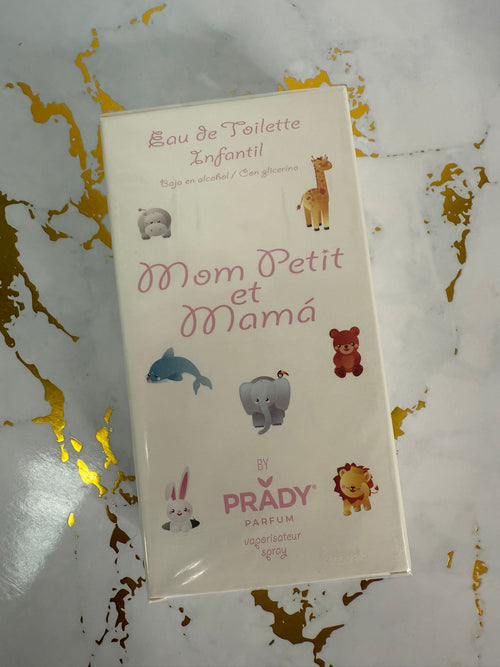 Eau de Toilette
Infantil
Bajo en alcohol / Con glicerina
Mom Petit
et
Mamá
BY
PRADY®
PARFUM
vaporisateur
spray